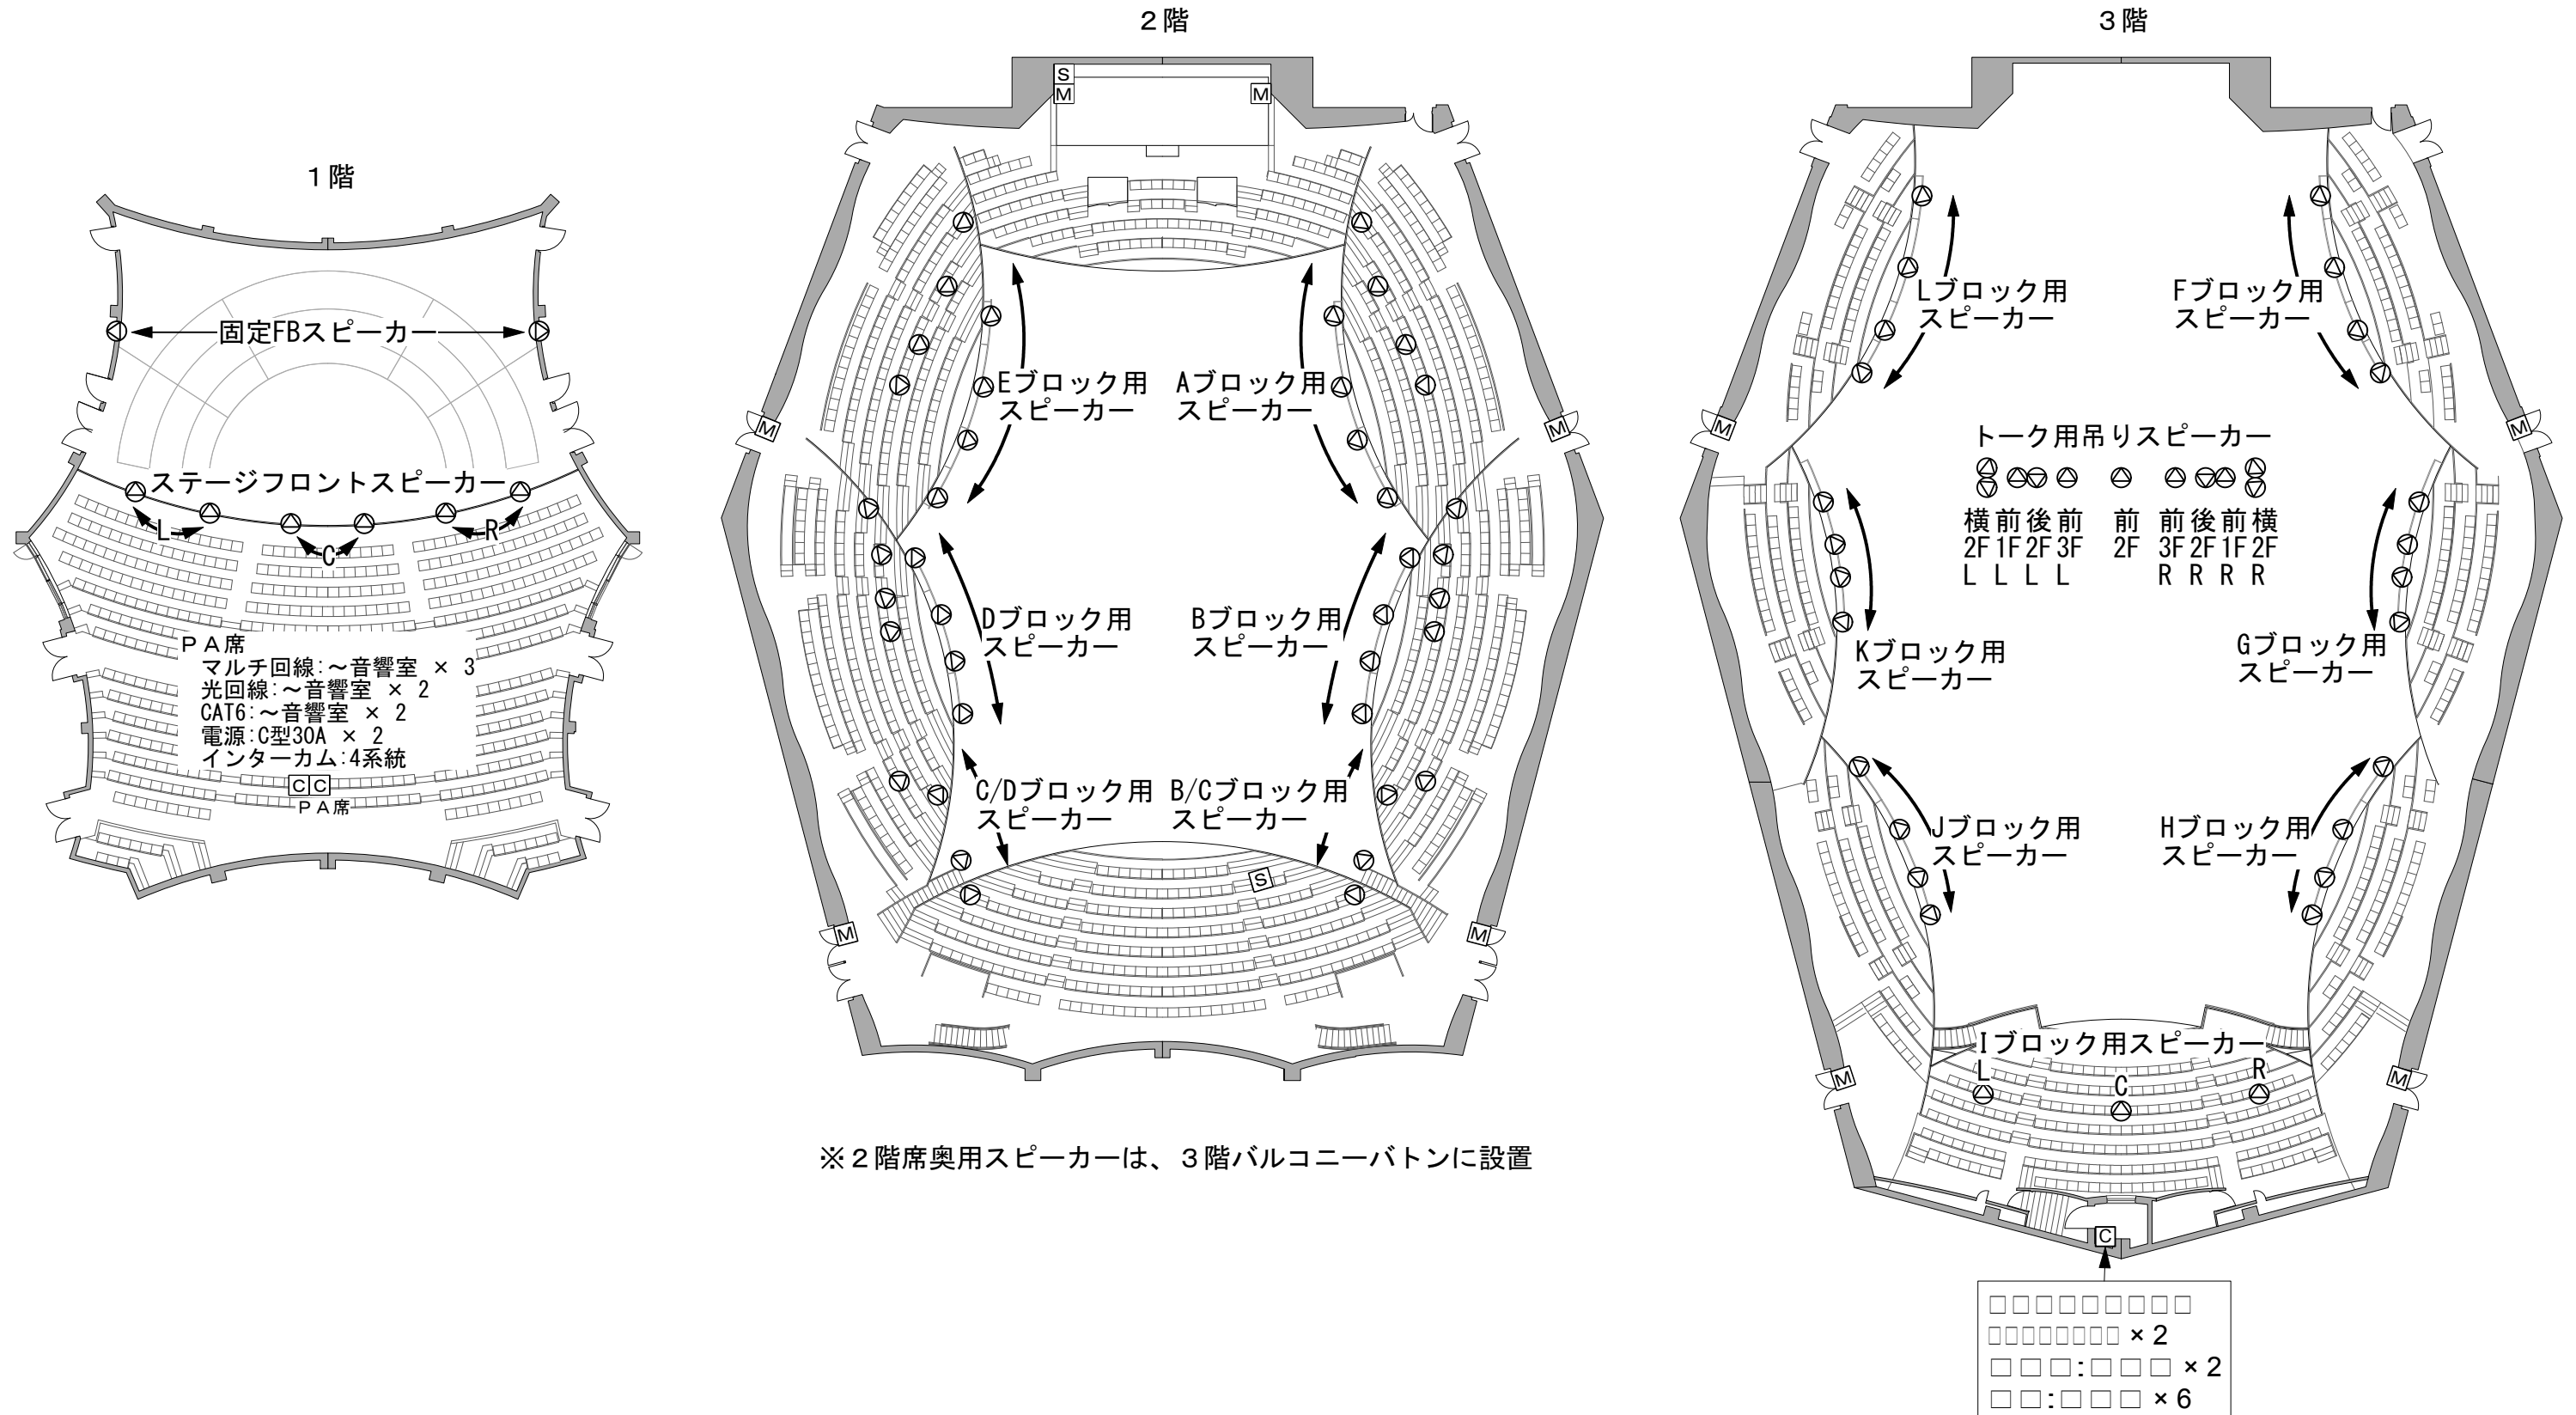 1階
固定FBスピーカー
ステージフロントスピーカー
L
C
R
PA席
マルチ回線:～音響室 × 3
光回線:～音響室 × 2
CAT6:～音響室 × 2
電源:C型30A × 2
インターカム:4系統
C C
PA席
2階
S
M
M
Eブロック用
スピーカー
Aブロック用
スピーカー
M
M
Dブロック用
スピーカー
Bブロック用
スピーカー
C/Dブロック用
スピーカー
B/Cブロック用
スピーカー
S
M
M
※2階席奥用スピーカーは、3階バルコニーバトンに設置
3階
Lブロック用
スピーカー
Fブロック用
スピーカー
M
M
トーク用吊りスピーカー
横 前 後 前 前 前 後 前 横
2F 1F 2F 3F 2F 3F 2F 1F 2F
L L L L R R R R
Kブロック用
スピーカー
Gブロック用
スピーカー
Jブロック用
スピーカー
Hブロック用
スピーカー
Iブロック用スピーカー
L
C
R
M
M
C
□□□□□□□□□
□□□□□□□□ ×2
□□□:□□□ ×2
□□:□□□ ×6